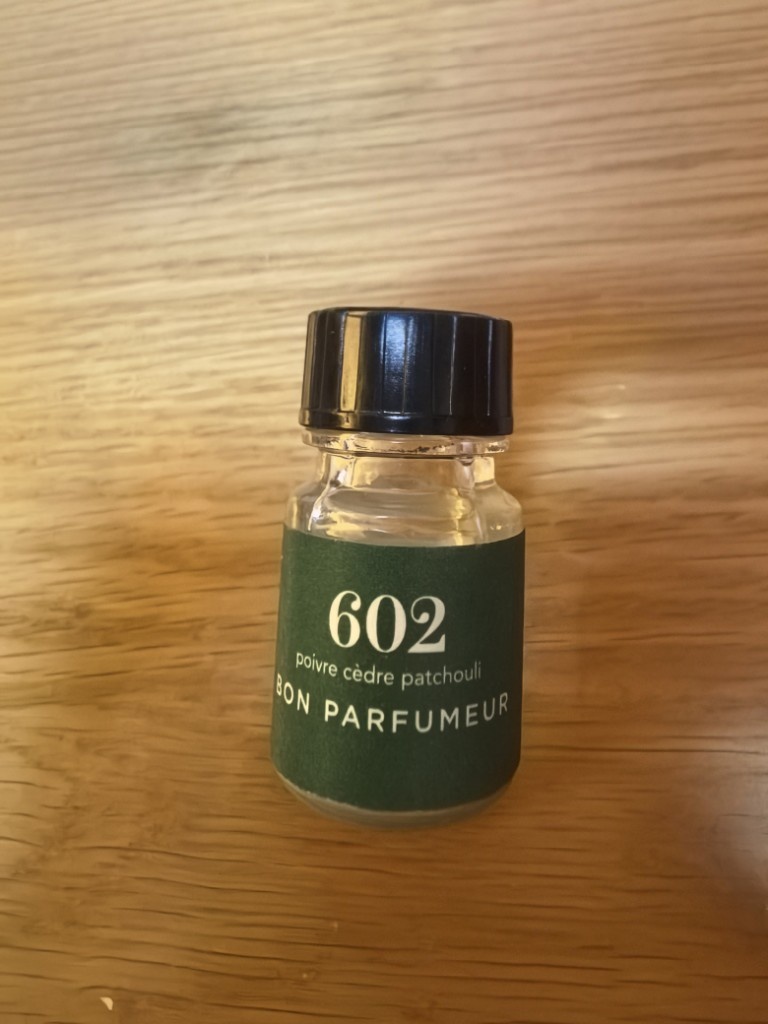 602
poivre cèdre patchouli
BON PARFUMEUR